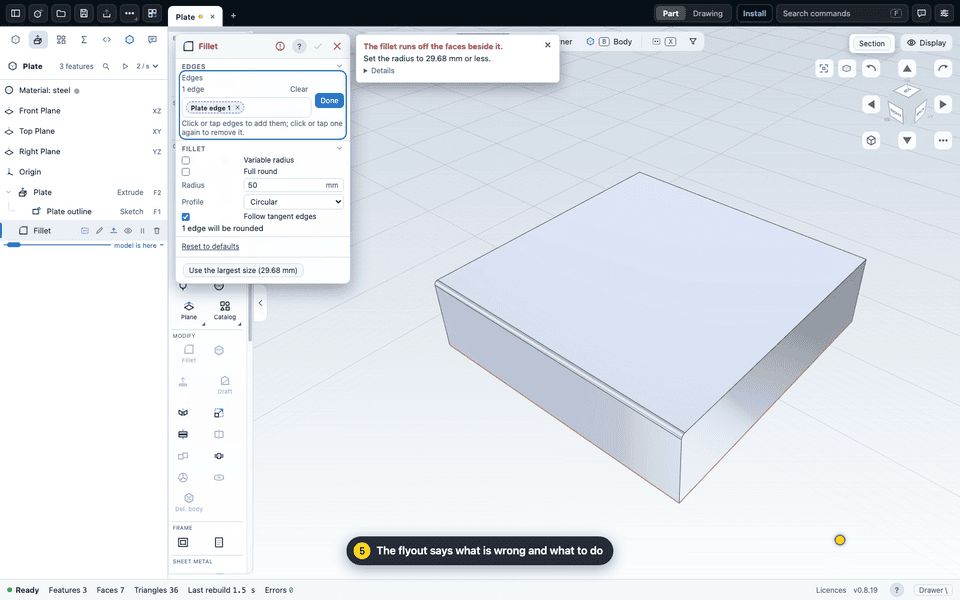 Plate
Part
Drawing
Install
Search commands
F
Plate
3 features
2 / s
Material: steel
Front Plane
XZ
Top Plane
XY
Right Plane
YZ
Origin
Plate
Extrude
F2
Plate outline
Sketch
F1
Fillet
model is here
Fillet
?
EDGES
Edges
1 edge
Clear
Plate edge 1
Done
Click or tap edges to add them; click or tap one
again to remove it.
FILLET
Variable radius
Full round
Radius
50
mm
Profile
Circular
Follow tangent edges
1 edge will be rounded
Reset to defaults
Use the largest size (29.68 mm)
The fillet runs off the faces beside it.
Set the radius to 29.68 mm or less.
Details
B
Body
X
Section
Display
Plane
Catalog
MODIFY
Fillet
Draft
Del. body
FRAME
SHEET METAL
5
The flyout says what is wrong and what to do
Ready
Features 3
Faces 7
Triangles 36
Last rebuild 1.5 s
Errors 0
Licences
v0.8.19
?
Drawer \